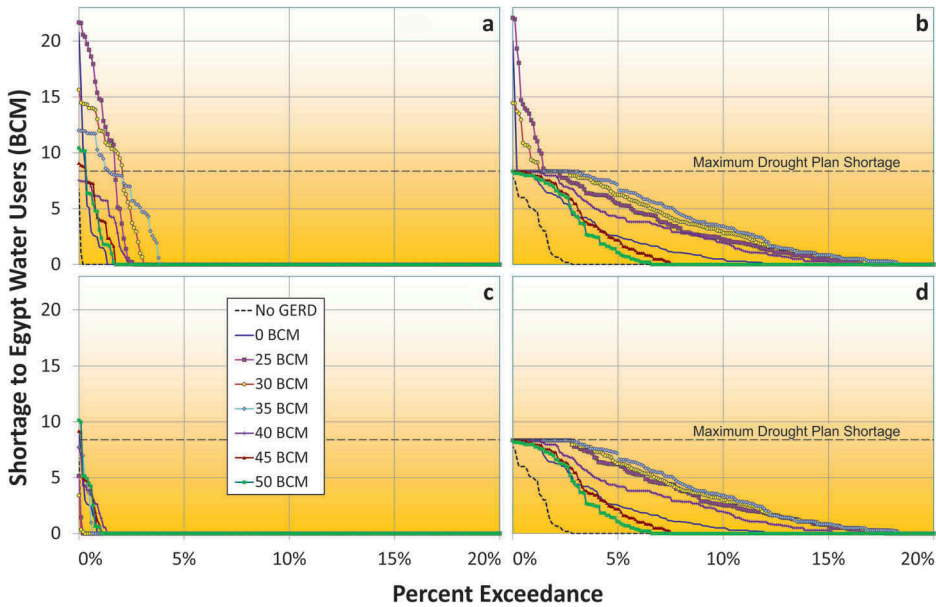 Shortage to Egypt Water Users (BCM)
a
20
15
10
5
0
b
Maximum Drought Plan Shortage
c
20
15
10
5
0
No GERD
0 BCM
25 BCM
30 BCM
35 BCM
40 BCM
45 BCM
50 BCM
d
Maximum Drought Plan Shortage
0% 5% 10% 15% 20% 0% 5% 10% 15% 20%
Percent Exceedance